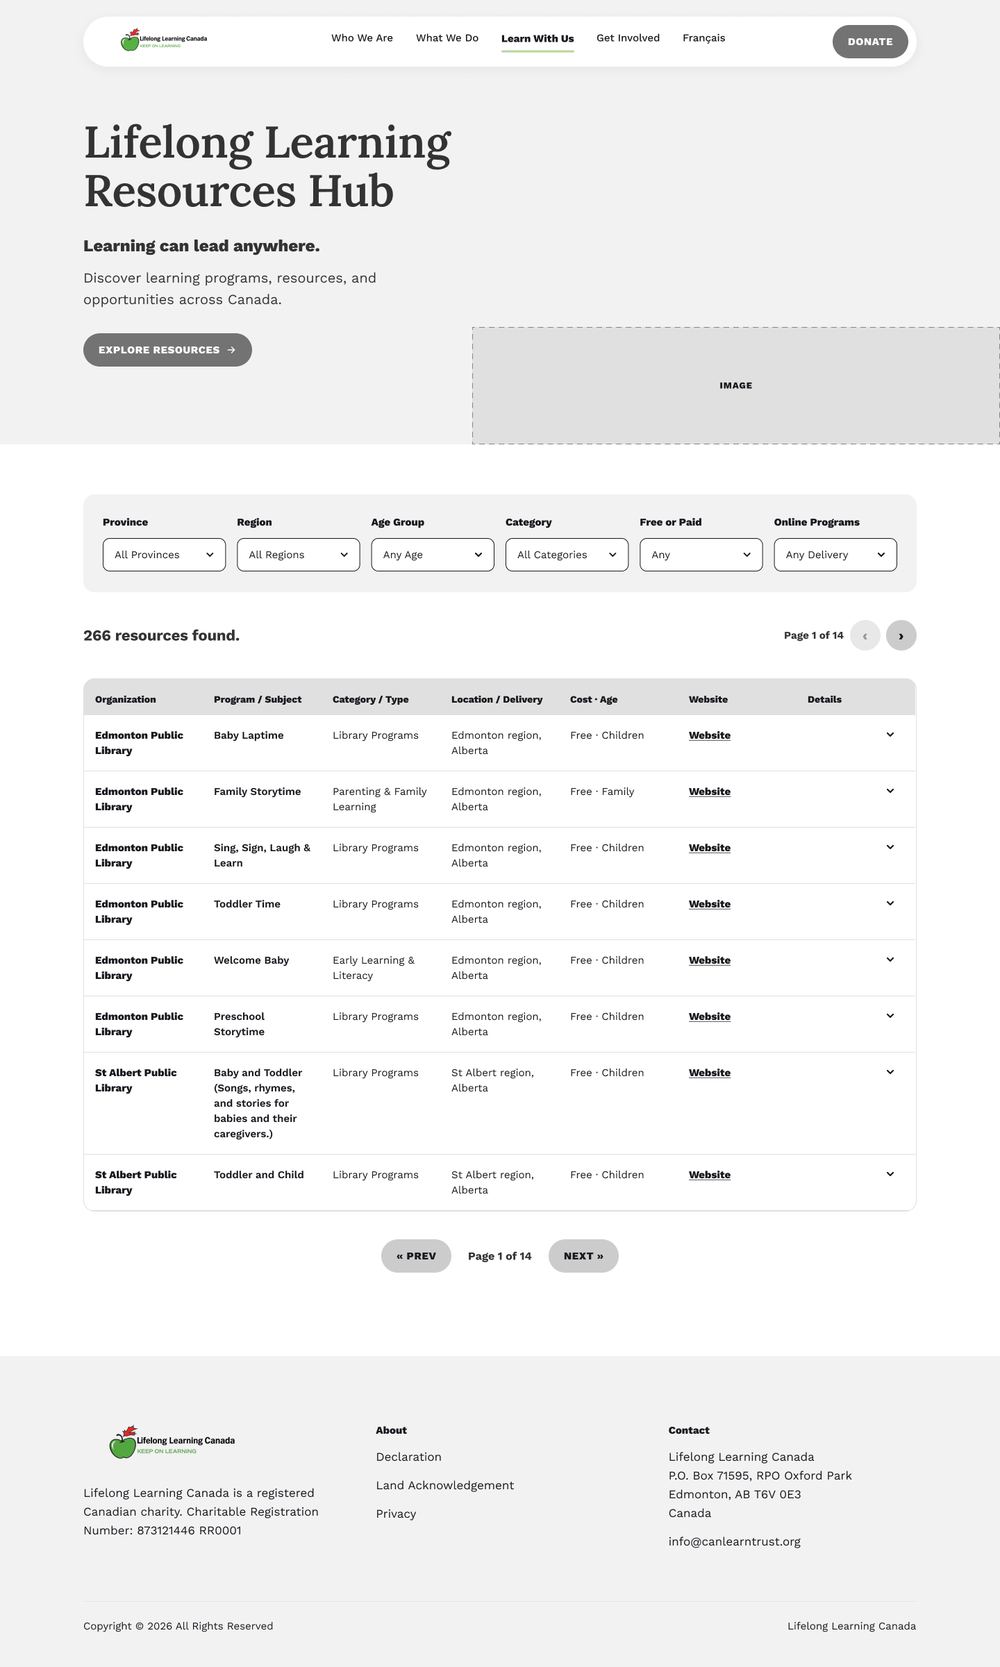 Lifelong Learning Canada
KEEP ON LEARNING
Who We Are
What We Do
Learn With Us
Get Involved
Français
DONATE
Lifelong Learning
Resources Hub
Learning can lead anywhere.
Discover learning programs, resources, and
opportunities across Canada.
EXPLORE RESOURCES →
IMAGE
Province
Region
Age Group
Category
Free or Paid
Online Programs
All Provinces
All Regions
Any Age
All Categories
Any
Any Delivery
266 resources found.
Page 1 of 14
‹
›
Organization
Program / Subject
Category / Type
Location / Delivery
Cost · Age
Website
Details
Edmonton Public
Library
Baby Laptime
Library Programs
Edmonton region,
Alberta
Free · Children
Website
Edmonton Public
Library
Family Storytime
Parenting & Family
Learning
Edmonton region,
Alberta
Free · Family
Website
Edmonton Public
Library
Sing, Sign, Laugh &
Learn
Library Programs
Edmonton region,
Alberta
Free · Children
Website
Edmonton Public
Library
Toddler Time
Library Programs
Edmonton region,
Alberta
Free · Children
Website
Edmonton Public
Library
Welcome Baby
Early Learning &
Literacy
Edmonton region,
Alberta
Free · Children
Website
Edmonton Public
Library
Preschool
Storytime
Library Programs
Edmonton region,
Alberta
Free · Children
Website
St Albert Public
Library
Baby and Toddler
(Songs, rhymes,
and stories for
babies and their
caregivers.)
Library Programs
St Albert region,
Alberta
Free · Children
Website
St Albert Public
Library
Toddler and Child
Library Programs
St Albert region,
Alberta
Free · Children
Website
« PREV
Page 1 of 14
NEXT »
Lifelong Learning Canada
KEEP ON LEARNING
Lifelong Learning Canada is a registered
Canadian charity. Charitable Registration
Number: 873121446 RR0001
About
Declaration
Land Acknowledgement
Privacy
Contact
Lifelong Learning Canada
P.O. Box 71595, RPO Oxford Park
Edmonton, AB T6V 0E3
Canada
info@canlearntrust.org
Copyright © 2026 All Rights Reserved
Lifelong Learning Canada